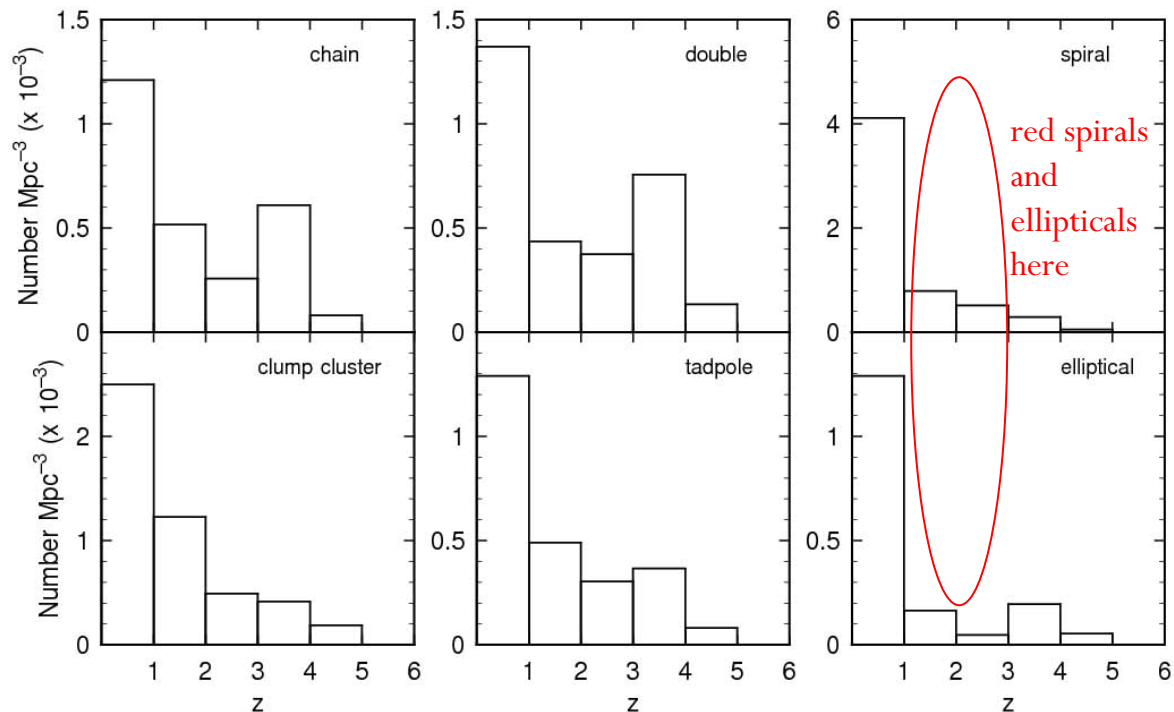 1.5
1
0.5
0
Number Mpc⁻³ (x 10⁻³)
chain
1.5
1
0.5
0
double
6
4
2
0
spiral
red spirals
and
ellipticals
here
2
1
0
Number Mpc⁻³ (x 10⁻³)
clump cluster
1 2 3 4 5 6
z
1
0.5
0
tadpole
1 2 3 4 5 6
z
1
0.5
0
elliptical
1 2 3 4 5 6
z